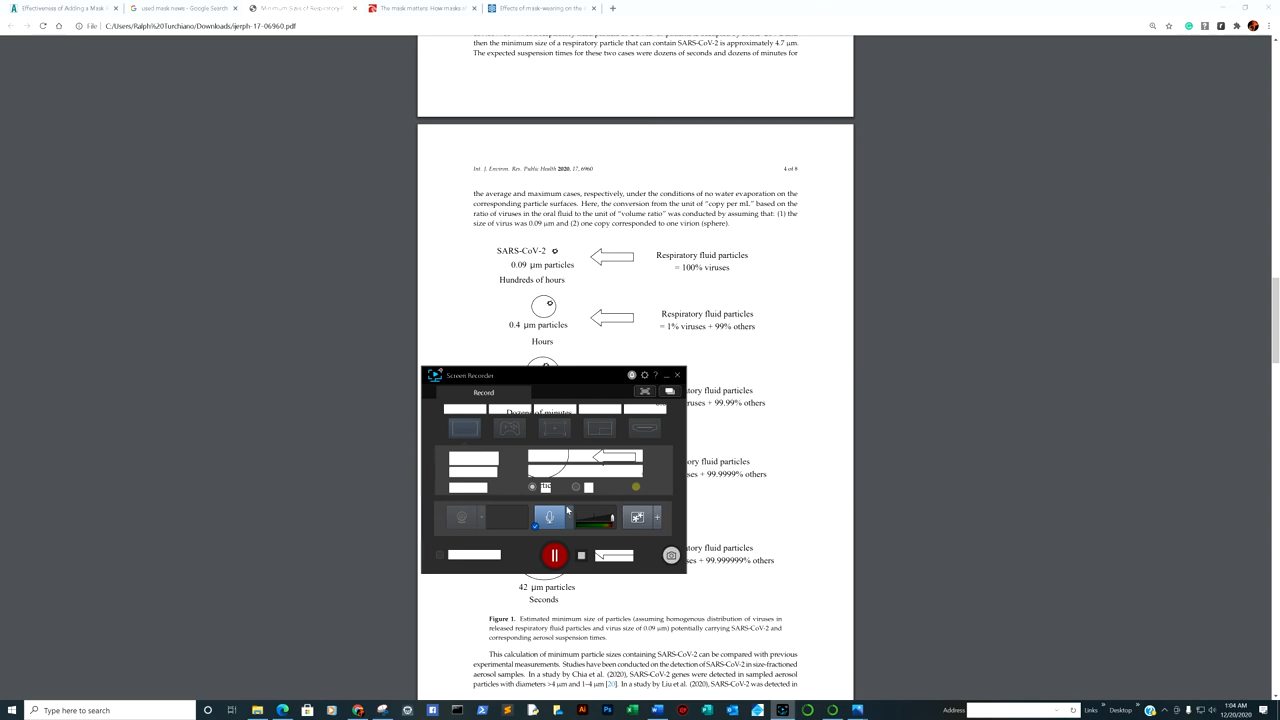 Effectiveness of Adding a Mask
used mask news - Google Search
Minimum Size of Respiratory
The mask matters: How masks a
Effects of mask-wearing on the
File
C:/Users/Ralph%20Turchiano/Downloads/ijerph-17-06960.pdf
then the minimum size of a respiratory particle that can contain SARS-CoV-2 is approximately 4.7 μm.
The expected suspension times for these two cases were dozens of seconds and dozens of minutes for
Int. J. Environ. Res. Public Health 2020, 17, 6960
4 of 8
the average and maximum cases, respectively, under the conditions of no water evaporation on the
corresponding particle surfaces. Here, the conversion from the unit of “copy per mL” based on the
ratio of viruses in the oral fluid to the unit of “volume ratio” was conducted by assuming that: (1) the
size of virus was 0.09 μm and (2) one copy corresponded to one virion (sphere).
SARS-CoV-2
Respiratory fluid particles
0.09 μm particles
= 100% viruses
Hundreds of hours
Respiratory fluid particles
0.4 μm particles
= 1% viruses + 99% others
Hours
Screen Recorder
?
Record
atory fluid particles
ruses + 99.99% others
Dozens of minutes
ory fluid particles
ses + 99.9999% others
atory fluid particles
uses + 99.999999% others
42 μm particles
Seconds
Figure 1. Estimated minimum size of particles (assuming homogenous distribution of viruses in
released respiratory fluid particles and virus size of 0.09 μm) potentially carrying SARS-CoV-2 and
corresponding aerosol suspension times.
This calculation of minimum particle sizes containing SARS-CoV-2 can be compared with previous
experimental measurements. Studies have been conducted on the detection of SARS-CoV-2 in size-fractioned
aerosol samples. In a study by Chia et al. (2020), SARS-CoV-2 genes were detected in sampled aerosol
particles with diameters >4 μm and 1–4 μm [20]. In a study by Liu et al. (2020), SARS-CoV-2 was detected in
Type here to search
Address
Links
Desktop
1:04 AM
12/20/2020